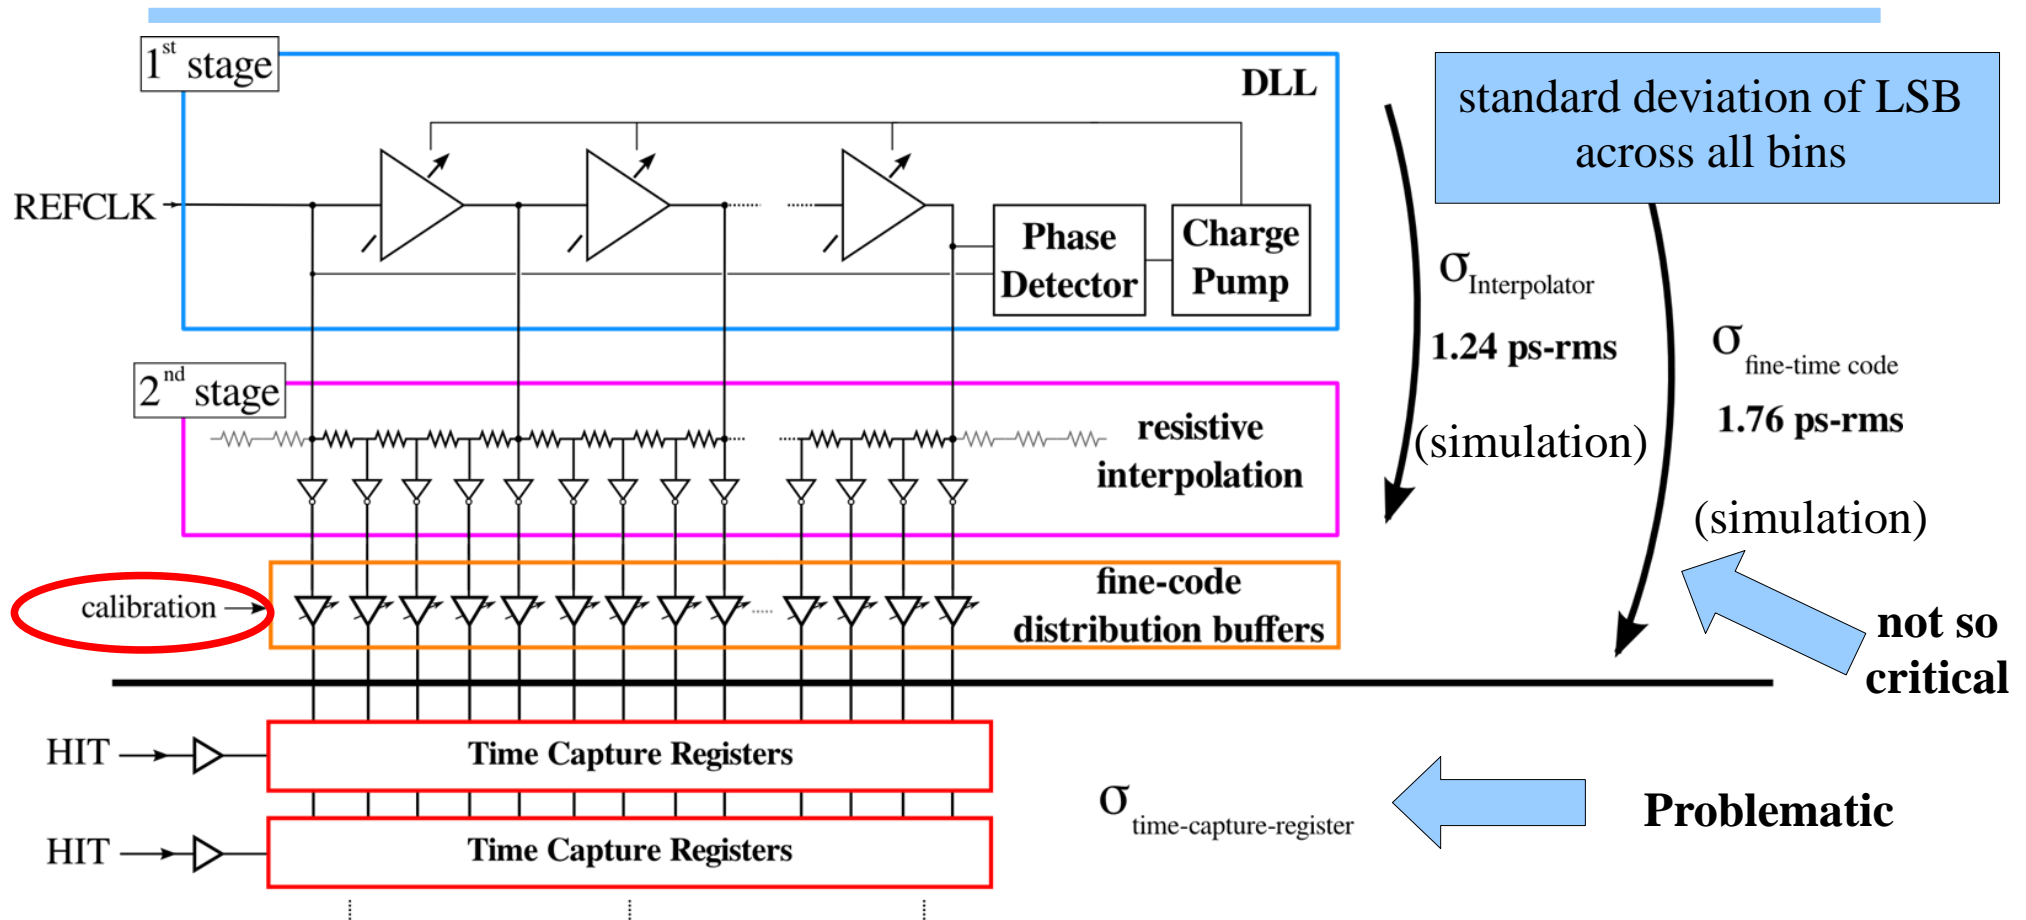 1st stage
DLL
standard deviation of LSB
across all bins
REFCLK
Phase
Detector
Charge
Pump
σInterpolator
1.24 ps-rms
(simulation)
σfine-time code
1.76 ps-rms
(simulation)
2nd stage
resistive
interpolation
calibration
fine-code
distribution buffers
not so
critical
HIT
Time Capture Registers
σtime-capture-register
Problematic
HIT
Time Capture Registers